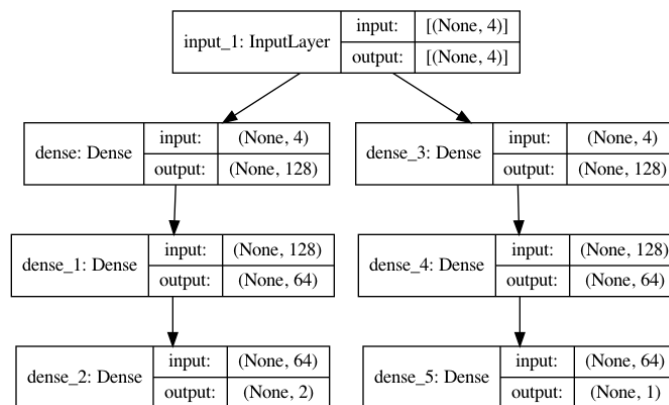 input_1: InputLayer
input: [(None, 4)]
output: [(None, 4)]
dense: Dense
input: (None, 4)
output: (None, 128)
dense_3: Dense
input: (None, 4)
output: (None, 128)
dense_1: Dense
input: (None, 128)
output: (None, 64)
dense_4: Dense
input: (None, 128)
output: (None, 64)
dense_2: Dense
input: (None, 64)
output: (None, 2)
dense_5: Dense
input: (None, 64)
output: (None, 1)